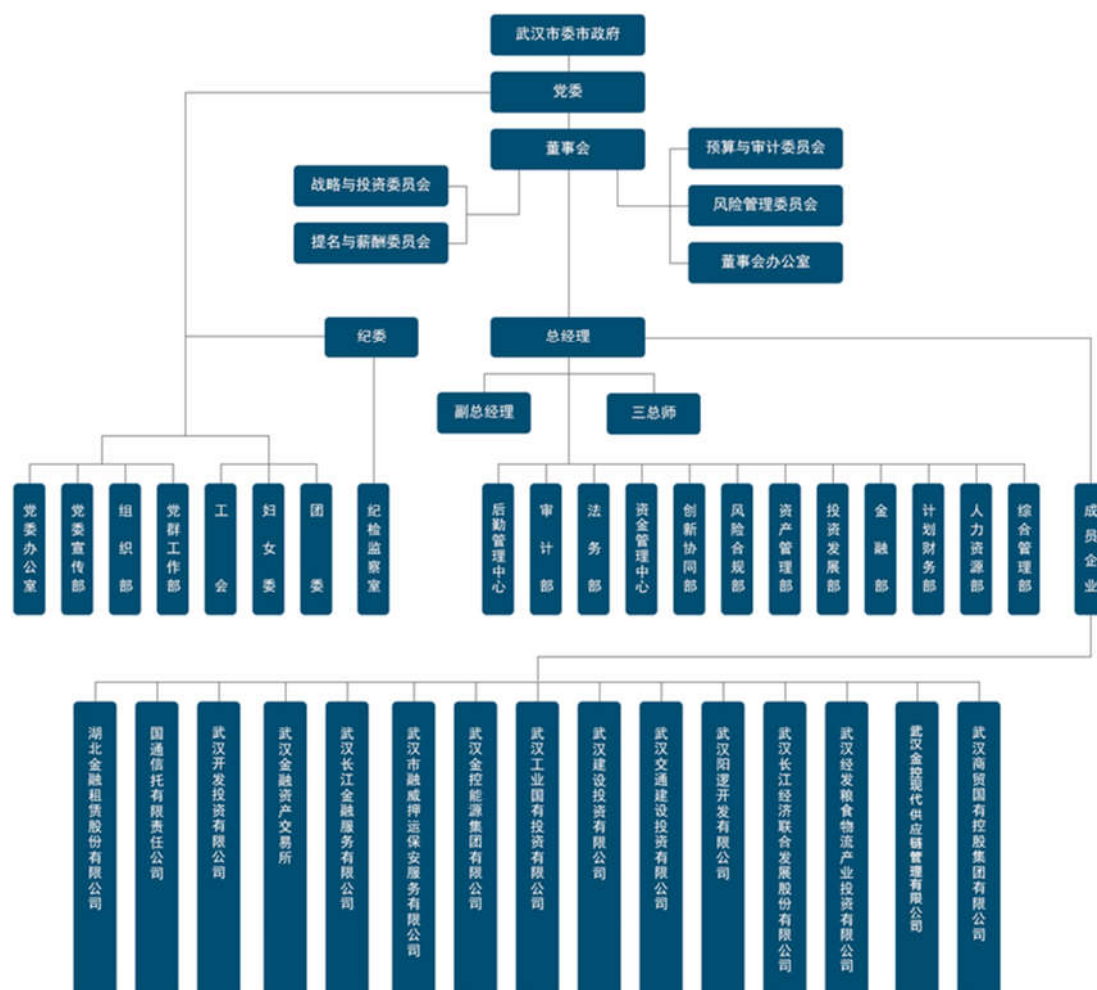 武汉市委市政府
党委
董事会
战略与投资委员会
提名与薪酬委员会
预算与审计委员会
风险管理委员会
董事会办公室
纪委
总经理
副总经理
三总师
党委办公室
党委宣传部
组织部
党群工作部
工会
妇女委
团委
纪检监察室
后勤管理中心
审计部
法务部
资金管理中心
创新协同部
风险合规部
资产管理部
投资发展部
金融部
计划财务部
人力资源部
综合管理部
成员企业
湖北金融租赁股份有限公司
国通信托有限责任公司
武汉开发投资有限公司
武汉金融资产交易所
武汉长江金融服务有限公司
武汉市融威押运保安服务有限公司
武汉金控能源集团有限公司
武汉工业国有投资有限公司
武汉建设投资有限公司
武汉交通建设投资有限公司
武汉阳逻开发有限公司
武汉长江经济联合发展股份有限公司
武汉经发粮食物流产业投资有限公司
武汉金控现代供应链管理有限公司
武汉商贸国有控股集团有限公司